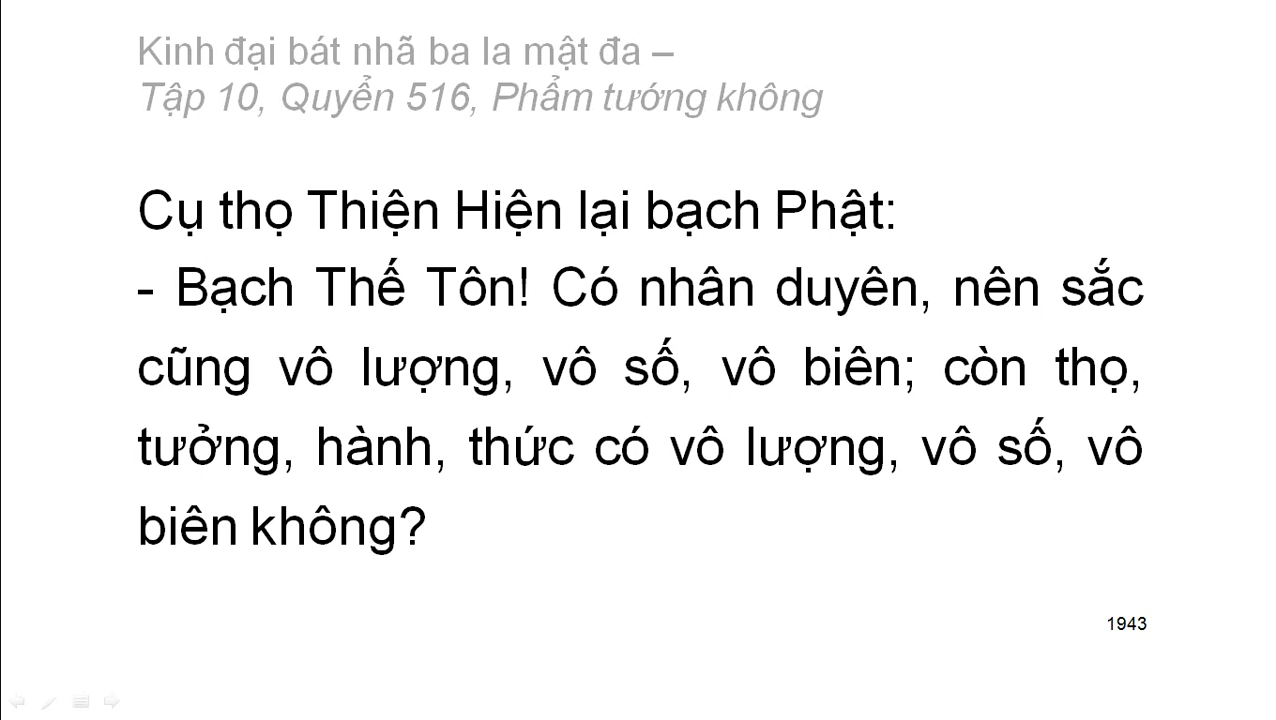 Kinh đại bát nhã ba la mật đa –
Tập 10, Quyển 516, Phẩm tướng không
Cụ thọ Thiện Hiện lại bạch Phật:
- Bạch Thế Tôn! Có nhân duyên, nên sắc
cũng vô lượng, vô số, vô biên; còn thọ,
tưởng, hành, thức có vô lượng, vô số, vô
biên không?
1943